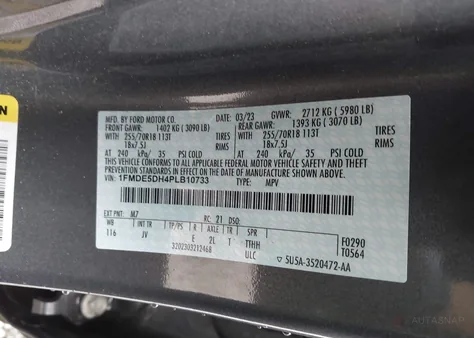 N
MFD. BY FORD MOTOR CO. DATE: 03/23 GVWR: 2712 KG ( 5980 LB)
FRONT GAWR: 1402 KG ( 3090 LB) REAR GAWR: 1393 KG ( 3070 LB)
WITH 255/70R18 113T TIRES WITH 255/70R18 113T TIRES
18x7.5J RIMS 18x7.5J RIMS
AT 240 kPa/ 35 PSI COLD AT 240 kPa/ 35 PSI COLD
THIS VEHICLE CONFORMS TO ALL APPLICABLE FEDERAL MOTOR VEHICLE SAFETY AND THEFT
PREVENTION STANDARDS IN EFFECT ON THE DATE OF MANUFACTURE SHOWN ABOVE.
VIN: 1FMDE5DH4PLB10733 TYPE: MPV
EXT PNT: M7 RC: 21 DSO:
WB INT TR TP/PS R AXLE TR SPR
116 JV E 2L T TTHH F0290
3202303212468 ULC T0564
SU5A-3520472-AA
AUTASNAP